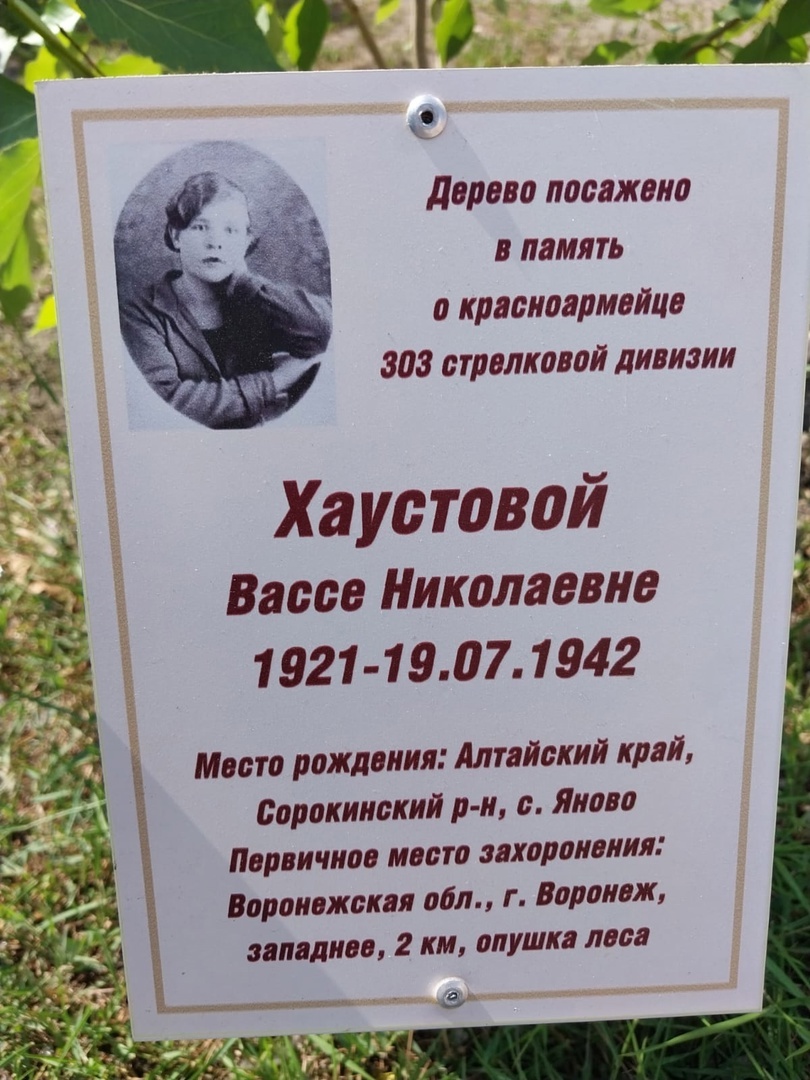 Дерево посажено
в память
о красноармейце
303 стрелковой дивизии
Хаустовой
Вассе Николаевне
1921-19.07.1942
Место рождения: Алтайский край,
Сорокинский р-н, с. Яново
Первичное место захоронения:
Воронежская обл., г. Воронеж,
западнее, 2 км, опушка леса